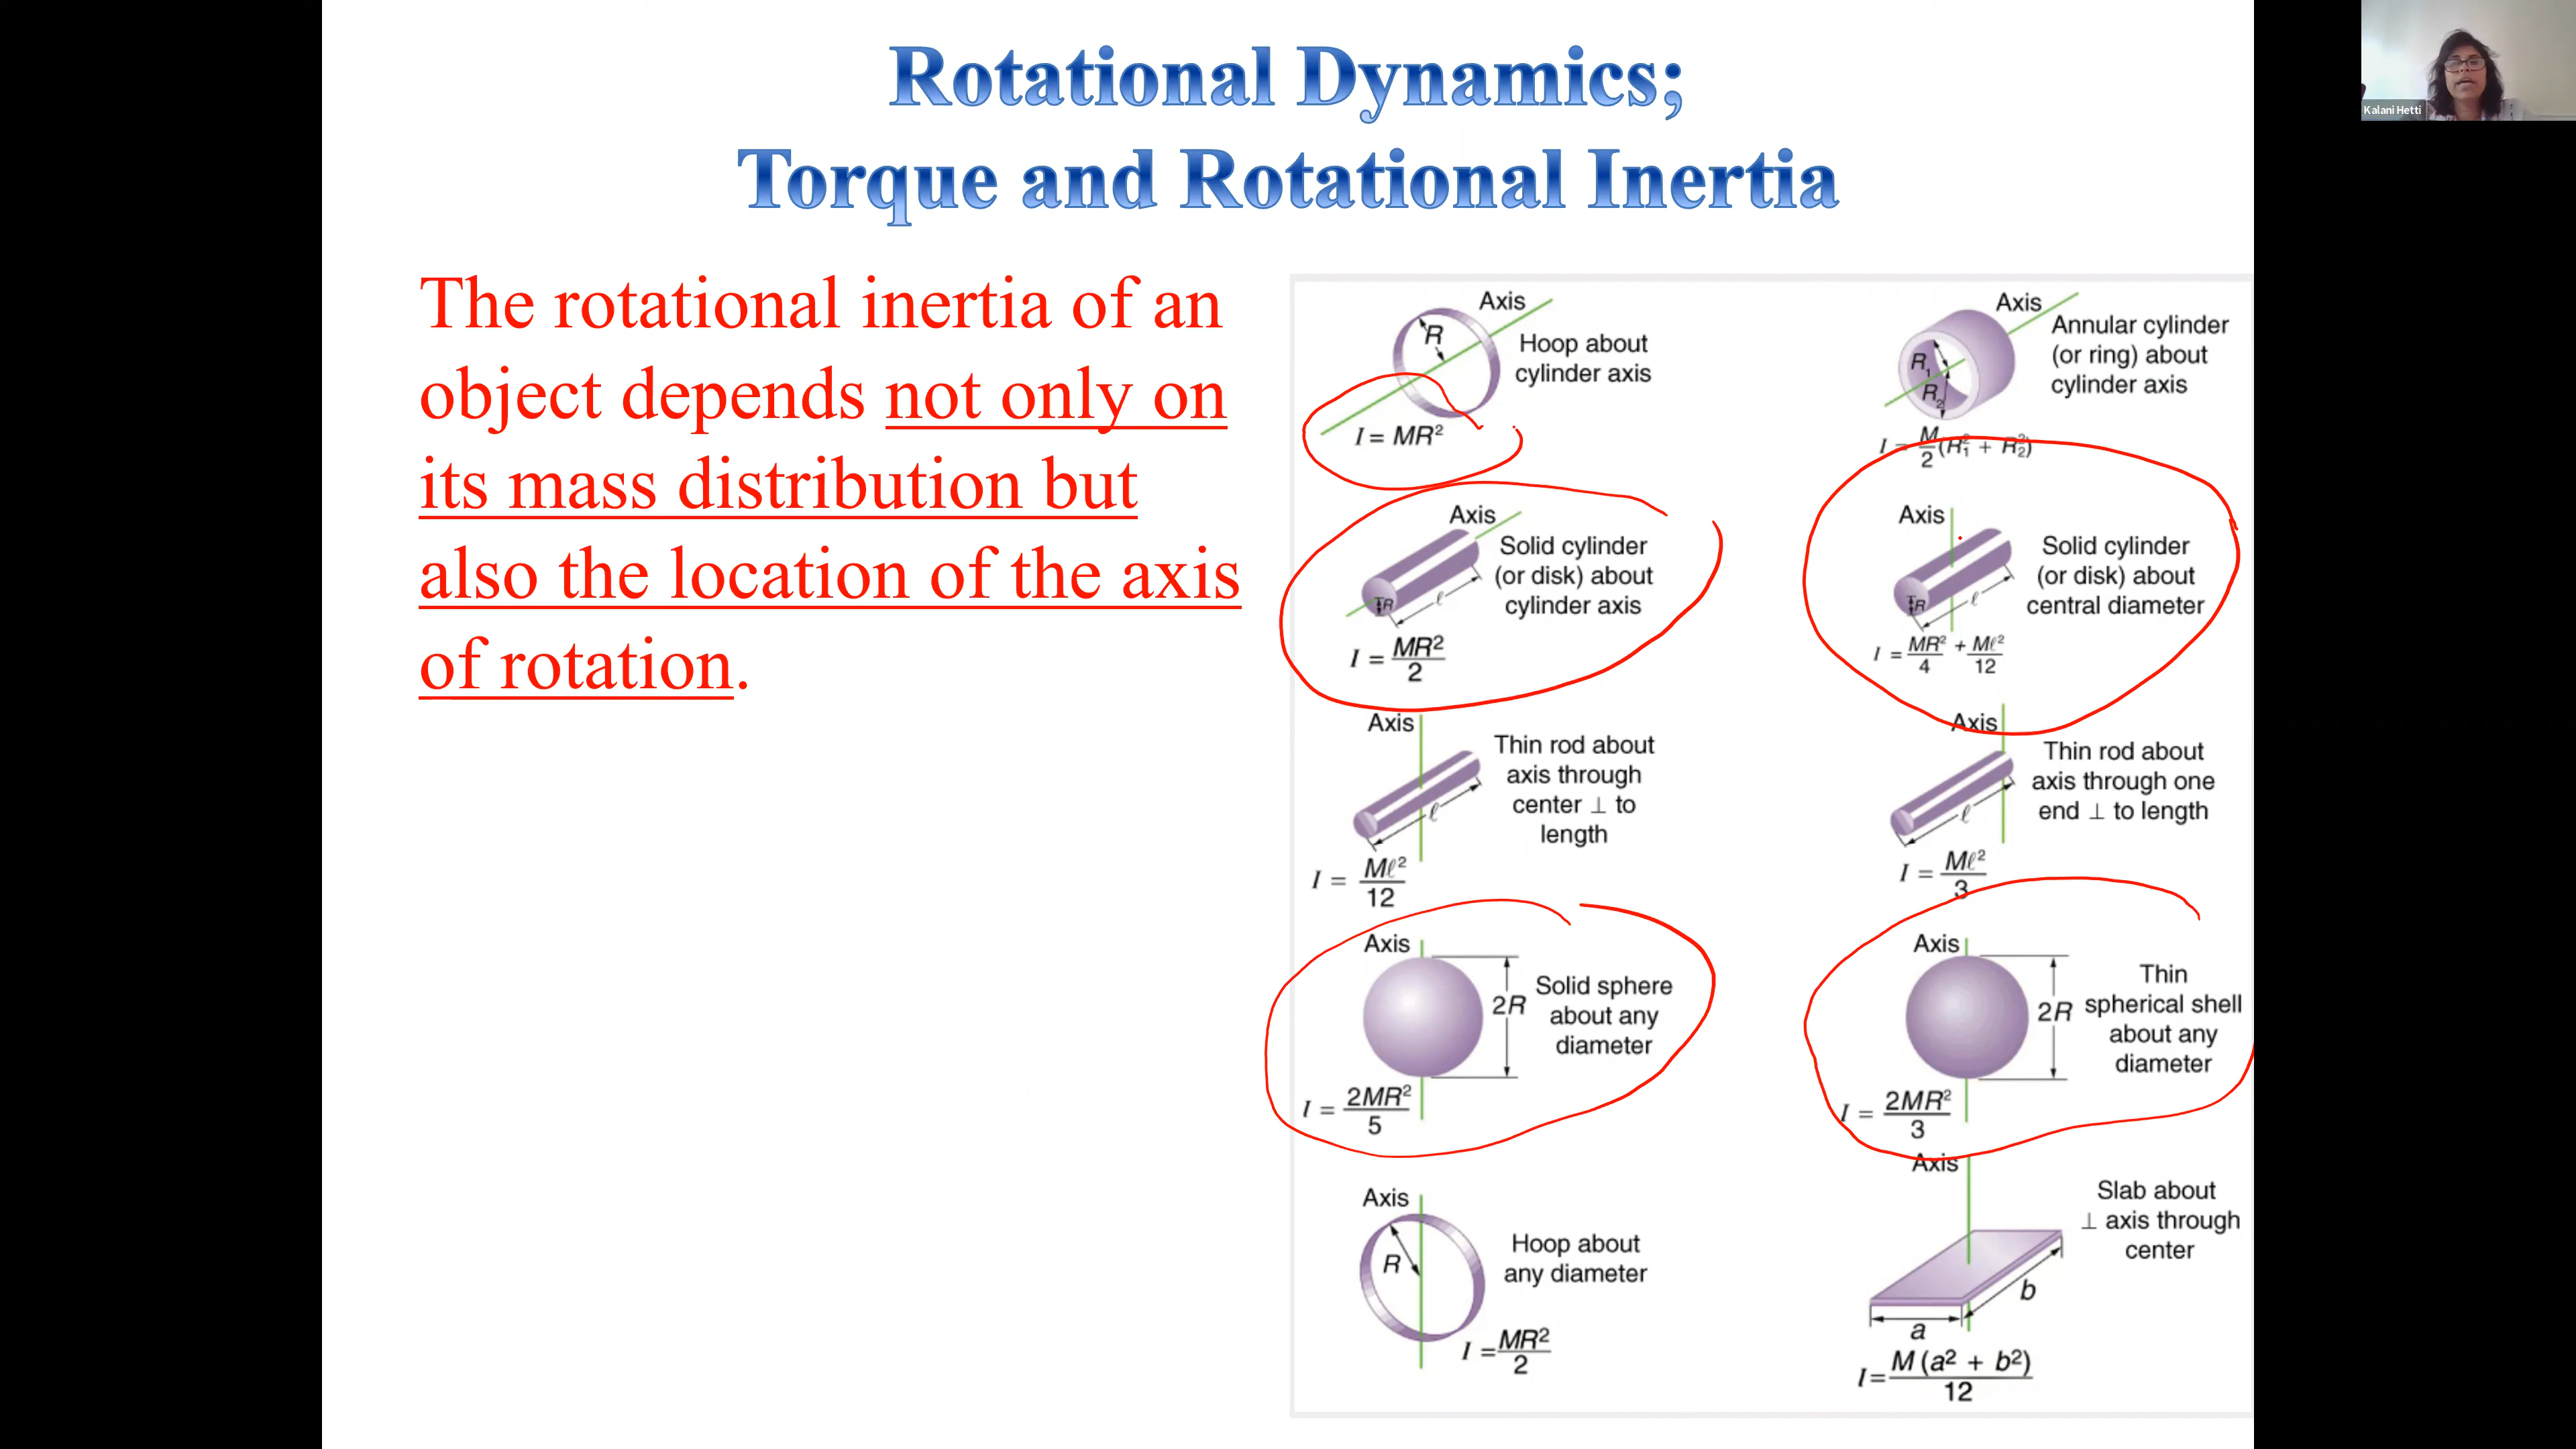 Rotational Dynamics;
Torque and Rotational Inertia
Kalani Hetti
The rotational inertia of an
object depends not only on
its mass distribution but
also the location of the axis
of rotation.
Axis
R
Hoop about
cylinder axis
I = MR²
Axis
R₁
R₂
Annular cylinder
(or ring) about
cylinder axis
I = M/2 (R₁² + R₂²)
Axis
R
ℓ
Solid cylinder
(or disk) about
cylinder axis
I = MR²/2
Axis
R
ℓ
Solid cylinder
(or disk) about
central diameter
I = MR²/4 + Mℓ²/12
Axis
ℓ
Thin rod about
axis through
center ⊥ to
length
I = Mℓ²/12
Axis
ℓ
Thin rod about
axis through one
end ⊥ to length
I = Mℓ²/3
Axis
2R
Solid sphere
about any
diameter
I = 2MR²/5
Axis
2R
Thin
spherical shell
about any
diameter
I = 2MR²/3
Axis
R
Hoop about
any diameter
I = MR²/2
Axis
Slab about
⊥ axis through
center
b
a
I = M (a² + b²)/12